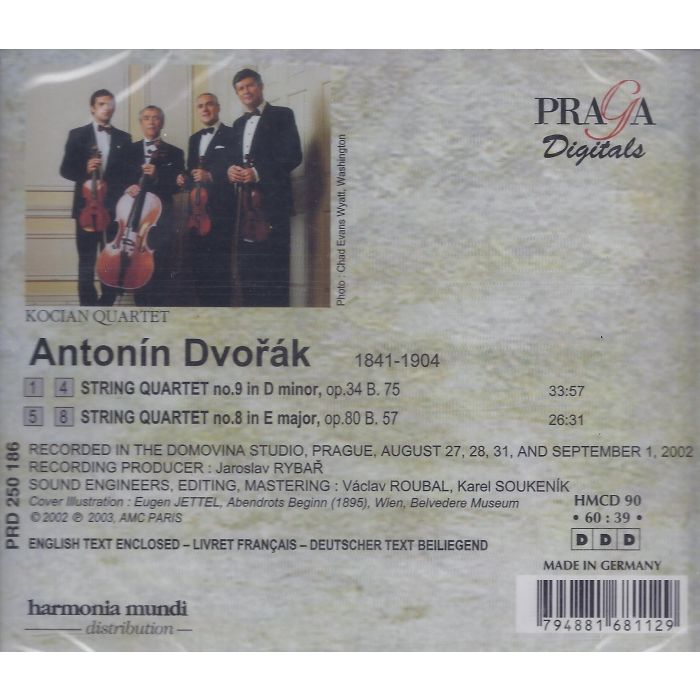 PRAGA
Digitals
Photo : Chad Evans Wyatt, Washington
KOCIAN QUARTET
Antonín Dvořák 1841-1904
1 4 STRING QUARTET no.9 in D minor, op.34 B. 75 33:57
5 8 STRING QUARTET no.8 in E major, op.80 B. 57 26:31
PRD 250 186
RECORDED IN THE DOMOVINA STUDIO, PRAGUE, AUGUST 27, 28, 31, AND SEPTEMBER 1, 2002
RECORDING PRODUCER : Jaroslav RYBAŘ
SOUND ENGINEERS, EDITING, MASTERING : Václav ROUBAL, Karel SOUKENÍK
Cover Illustration : Eugen JETTEL, Abendrots Beginn (1895), Wien, Belvedere Museum
© 2002 ℗ 2003, AMC PARIS
HMCD 90
• 60 : 39 •
D D D
ENGLISH TEXT ENCLOSED – LIVRET FRANÇAIS – DEUTSCHER TEXT BEILIEGEND
MADE IN GERMANY
harmonia mundi
distribution
794881681129